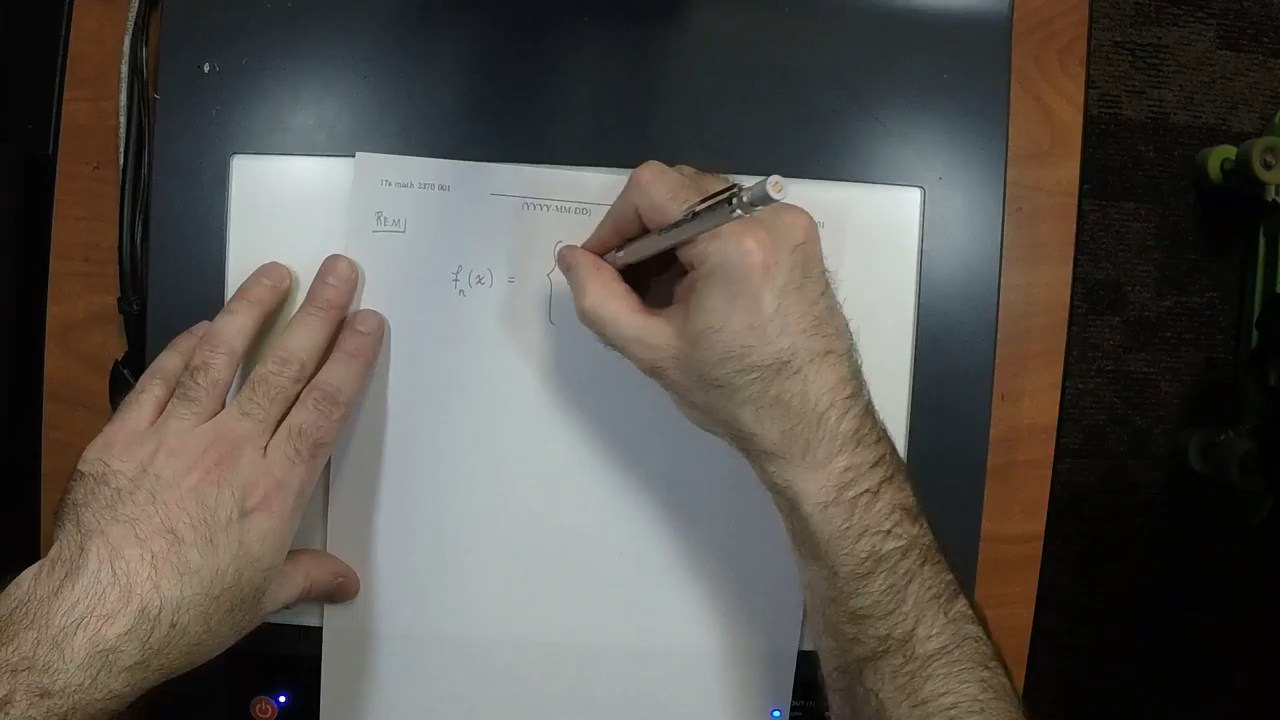 17s math 2370 001
(YYYY-MM-DD)
REM
fₙ(x) = {